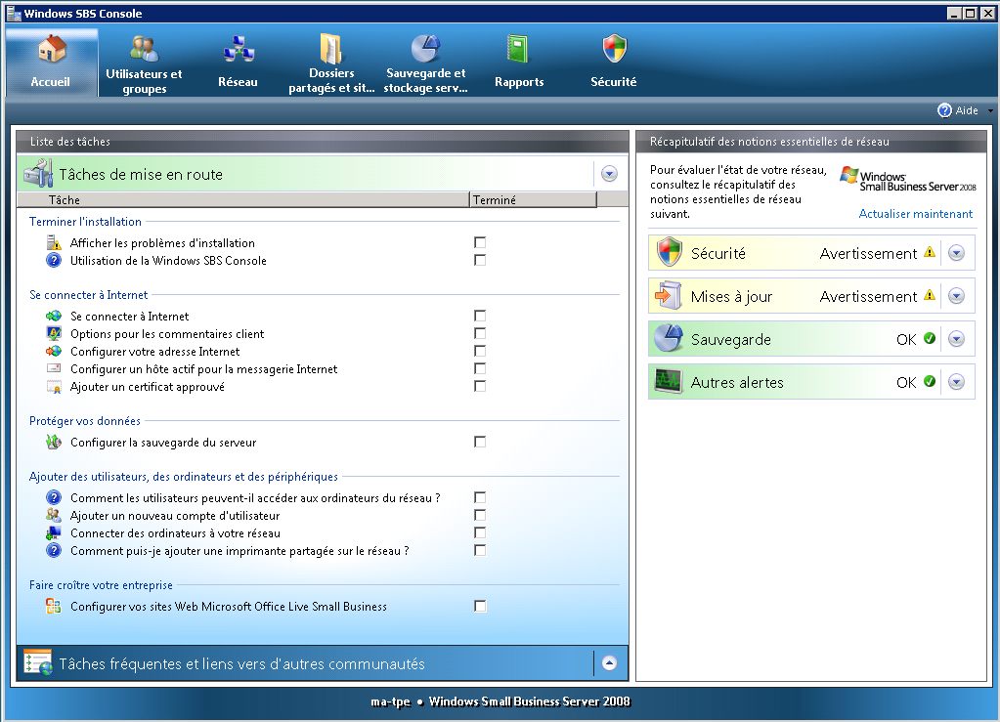 Windows SBS Console
Accueil
Utilisateurs et
groupes
Réseau
Dossiers
partagés et sit...
Sauvegarde et
stockage serv...
Rapports
Sécurité
Aide
Liste des tâches
Tâches de mise en route
Tâche
Terminé
Terminer l'installation
Afficher les problèmes d'installation
Utilisation de la Windows SBS Console
Se connecter à Internet
Se connecter à Internet
Options pour les commentaires client
Configurer votre adresse Internet
Configurer un hôte actif pour la messagerie Internet
Ajouter un certificat approuvé
Protéger vos données
Configurer la sauvegarde du serveur
Ajouter des utilisateurs, des ordinateurs et des périphériques
Comment les utilisateurs peuvent-il accéder aux ordinateurs du réseau ?
Ajouter un nouveau compte d'utilisateur
Connecter des ordinateurs à votre réseau
Comment puis-je ajouter une imprimante partagée sur le réseau ?
Faire croître votre entreprise
Configurer vos sites Web Microsoft Office Live Small Business
Tâches fréquentes et liens vers d'autres communautés
Récapitulatif des notions essentielles de réseau
Pour évaluer l'état de votre réseau,
consultez le récapitulatif des
notions essentielles de réseau
suivant.
Windows
Small Business Server 2008
Actualiser maintenant
Sécurité Avertissement
Mises à jour Avertissement
Sauvegarde OK
Autres alertes OK
ma-tpe • Windows Small Business Server 2008